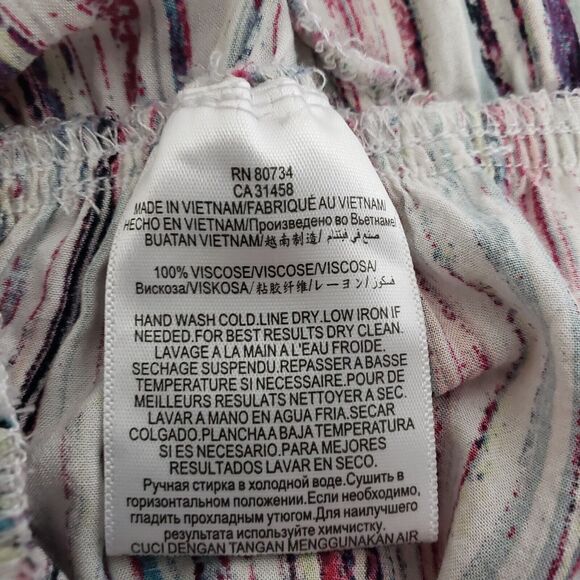 RN 80734
CA 31458
MADE IN VIETNAM/FABRIQUÉ AU VIETNAM/
HECHO EN VIETNAM/Произведено во Вьетнаме/
BUATAN VIETNAM/越南制造/صنع في فيتنام
100% VISCOSE/VISCOSE/VISCOSA/
Вискоза/VISKOSA/粘胶纤维/レーヨン/فسكوز
HAND WASH COLD.LINE DRY.LOW IRON IF
NEEDED.FOR BEST RESULTS DRY CLEAN.
LAVAGE A LA MAIN A L'EAU FROIDE.
SECHAGE SUSPENDU.REPASSER A BASSE
TEMPERATURE SI NECESSAIRE.POUR DE
MEILLEURS RESULTATS NETTOYER A SEC.
LAVAR A MANO EN AGUA FRIA.SECAR
COLGADO.PLANCHA A BAJA TEMPERATURA
SI ES NECESSARIO.PARA MEJORES
RESULTADOS LAVAR EN SECO.
Ручная стирка в холодной воде.Сушить в
горизонтальном положении.Если необходимо,
гладить прохладным утюгом.Для наилучшего
результата используйте химчистку.
CUCI DENGAN TANGAN MENGGUNAKAN AIR